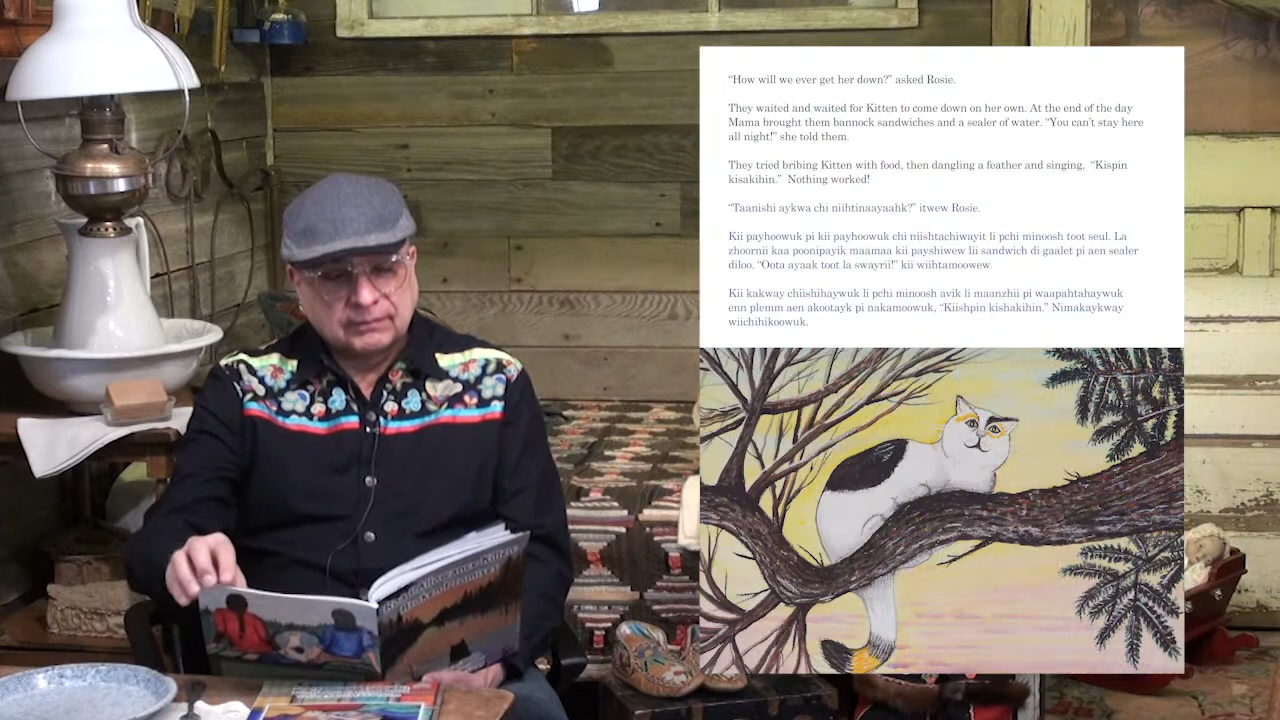 “How will we ever get her down?” asked Rosie.
They waited and waited for Kitten to come down on her own. At the end of the day
Mama brought them bannock sandwiches and a sealer of water. “You can’t stay here
all night!” she told them.
They tried bribing Kitten with food, then dangling a feather and singing, “Kispin
kisakihin.” Nothing worked!
“Taanishi aykwa chi niihtinaayaahk?” itwew Rosie.
Kii payhoowuk pi kii payhoowuk chi niishtachiwayit li pchi minoosh toot seul. La
zhoornii kaa poonipayik maamaa kii payshiwew lii sandwich di gaalet pi aen sealer
diloo. “Oota ayaak toot la swayrii!” kii wiihtamoowew.
Kii kakway chiishihaywuk li pchi minoosh avik li maanzhii pi waapahtahaywuk
enn plemm aen akootayk pi nakamoowuk, “Kiishpin kishakihin.” Nimakaykway
wiichihikoowuk.
Road Allowance Kitten
Broken Promises